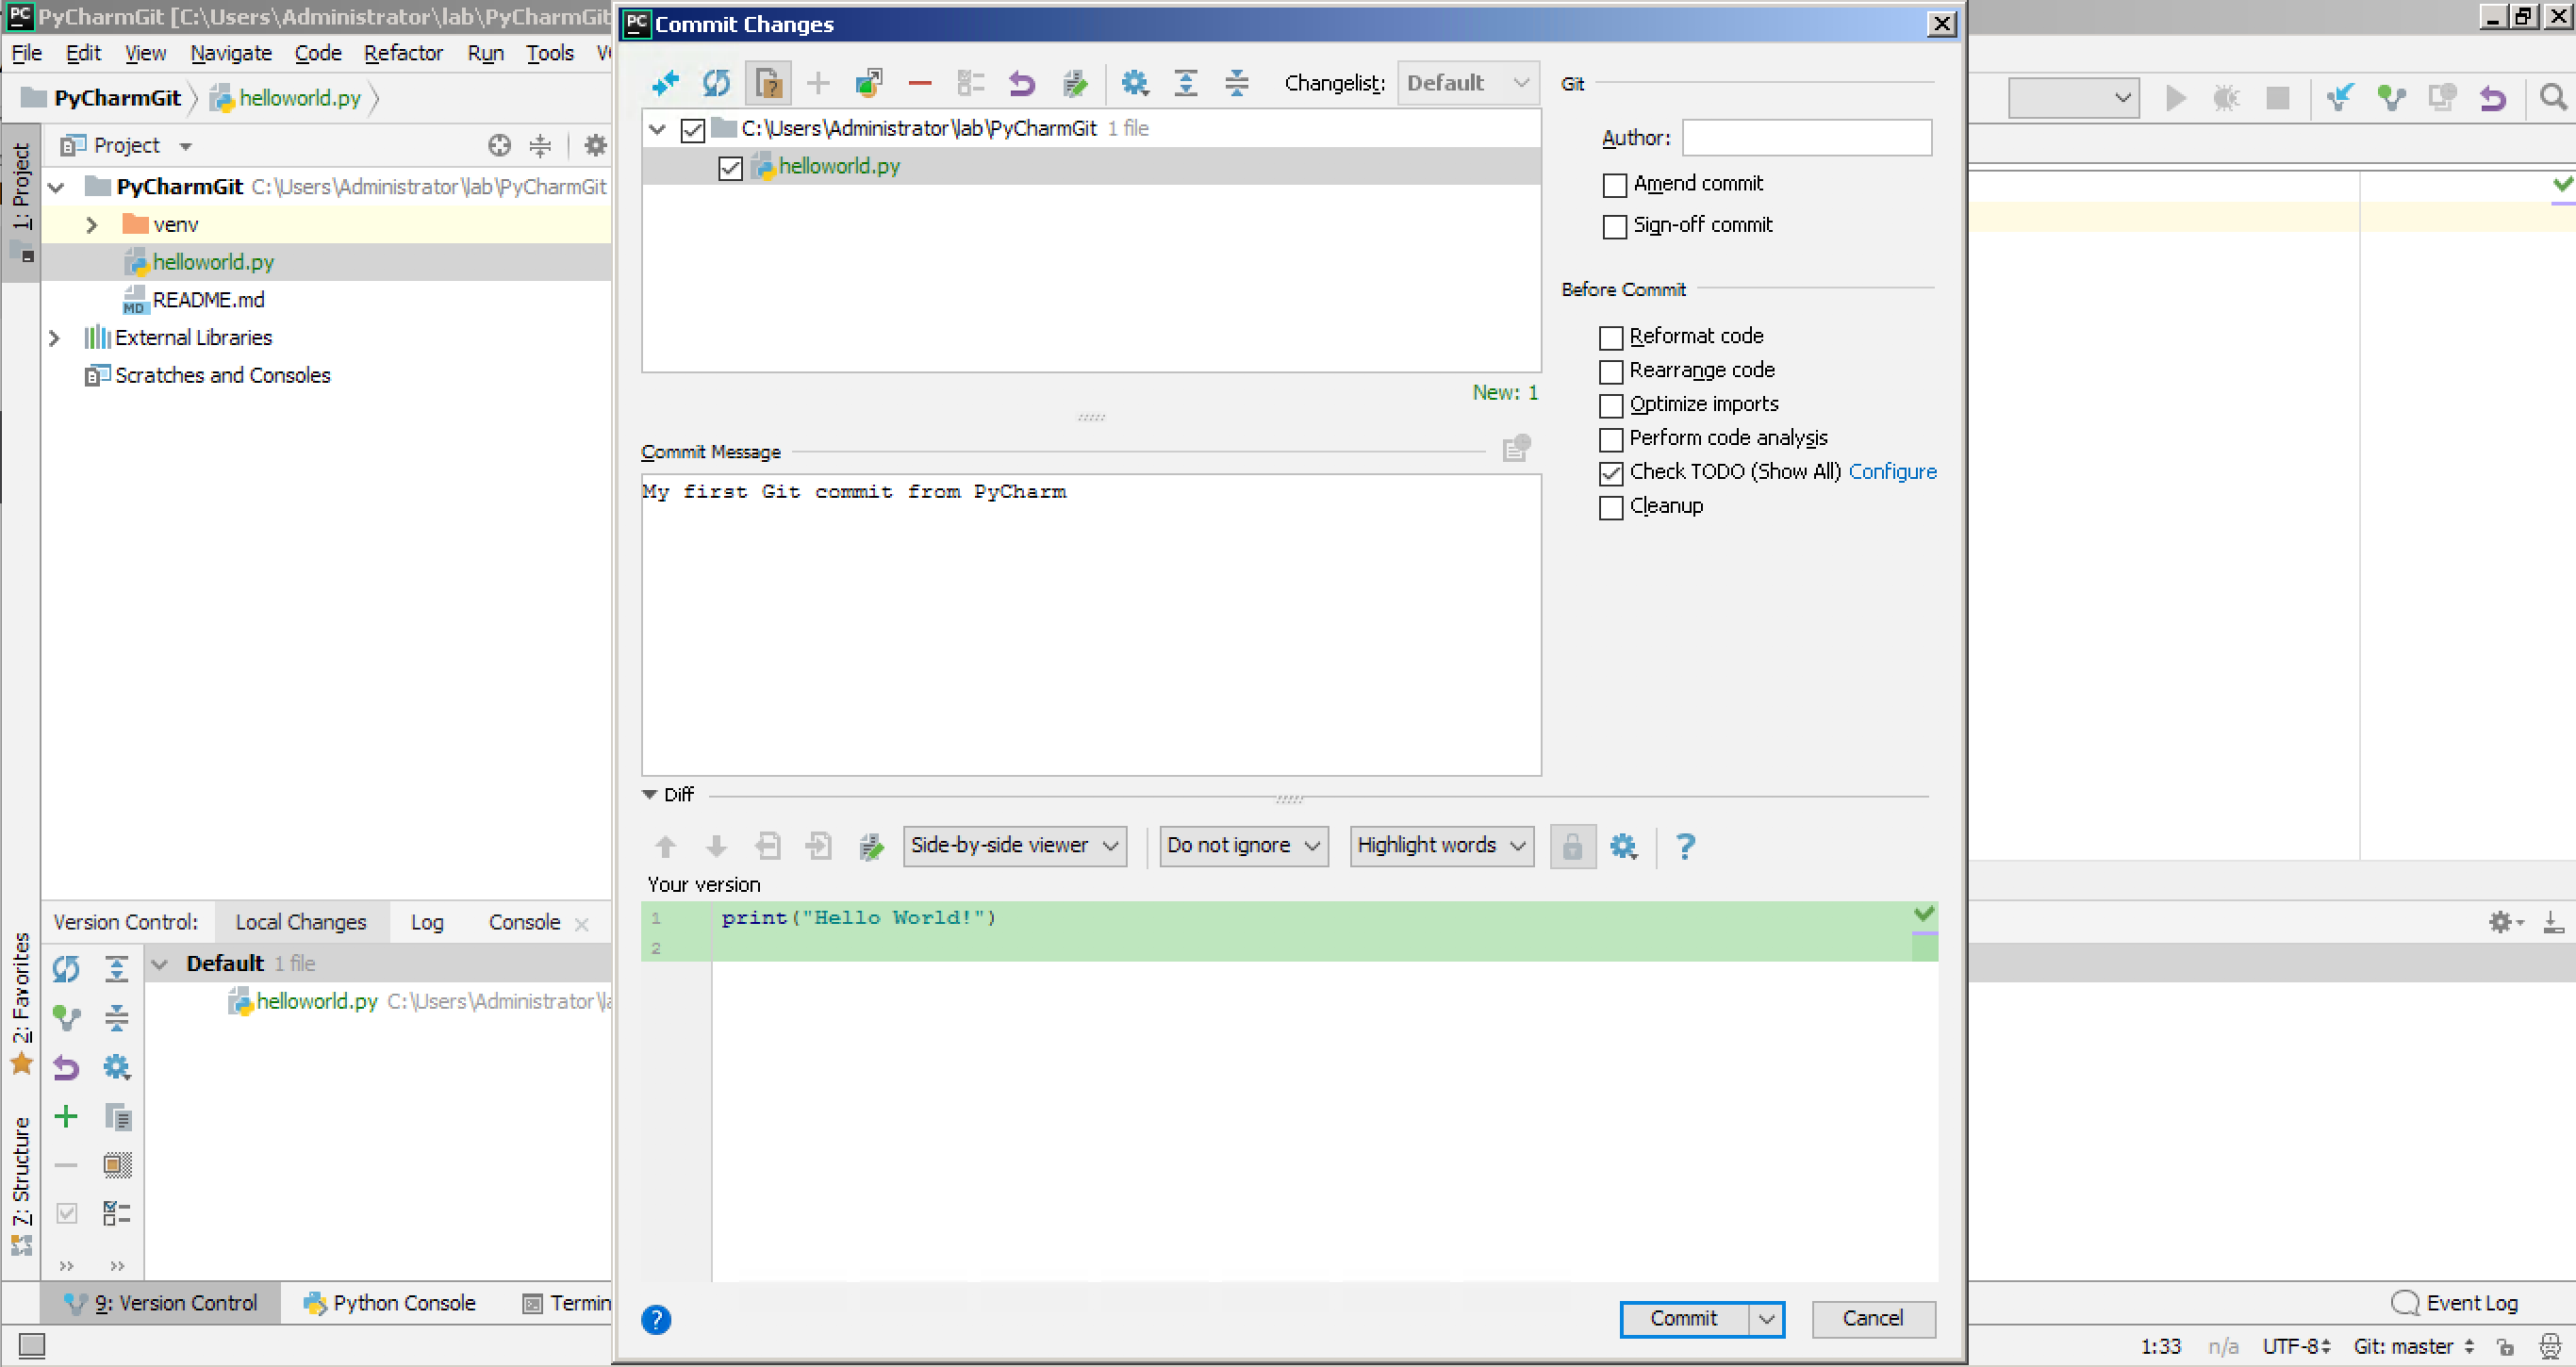 PC PyCharmGit [C:\Users\Administrator\lab\PyCharmGit
File Edit View Navigate Code Refactor Run Tools
PyCharmGit helloworld.py
1: Project
Project
PyCharmGit C:\Users\Administrator\lab\PyCharmGit
venv
helloworld.py
MD README.md
External Libraries
Scratches and Consoles
2: Favorites
7: Structure
Version Control: Local Changes Log Console
Default 1 file
helloworld.py C:\Users\Administrator\
9: Version Control Python Console Termin
PC Commit Changes
Changelist: Default
C:\Users\Administrator\lab\PyCharmGit 1 file
helloworld.py
New: 1
Commit Message
My first Git commit from PyCharm
Git
Author:
Amend commit
Sign-off commit
Before Commit
Reformat code
Rearrange code
Optimize imports
Perform code analysis
Check TODO (Show All) Configure
Cleanup
Diff
Side-by-side viewer Do not ignore Highlight words ?
Your version
1 print("Hello World!")
2
? Commit Cancel
Event Log
1:33 n/a UTF-8 Git: master